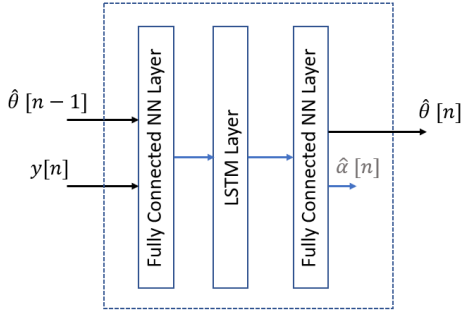 θ̂ [n − 1]
y[n]
Fully Connected NN Layer
LSTM Layer
Fully Connected NN Layer
θ̂ [n]
α̂ [n]